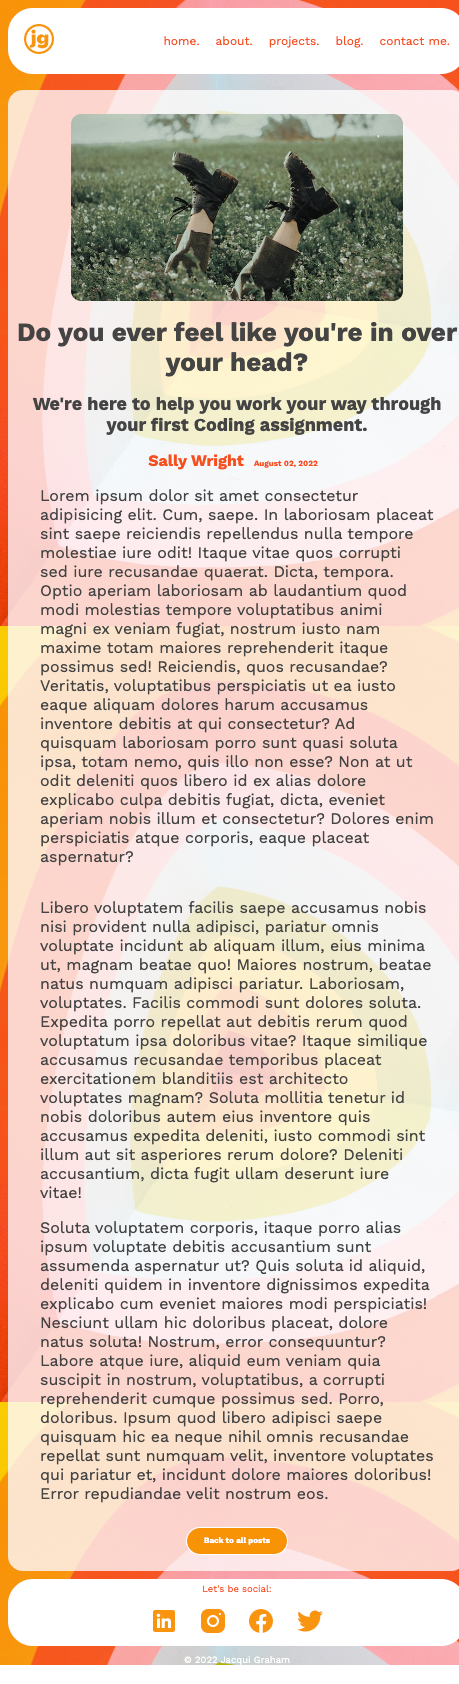 jg
home. about. projects. blog. contact me.
Do you ever feel like you're in over
your head?
We're here to help you work your way through
your first Coding assignment.
Sally Wright August 02, 2022
Lorem ipsum dolor sit amet consectetur
adipisicing elit. Cum, saepe. In laboriosam placeat
sint saepe reiciendis repellendus nulla tempore
molestiae iure odit! Itaque vitae quos corrupti
sed iure recusandae quaerat. Dicta, tempora.
Optio aperiam laboriosam ab laudantium quod
modi molestias tempore voluptatibus animi
magni ex veniam fugiat, nostrum iusto nam
maxime totam maiores reprehenderit itaque
possimus sed! Reiciendis, quos recusandae?
Veritatis, voluptatibus perspiciatis ut ea iusto
eaque aliquam dolores harum accusamus
inventore debitis at qui consectetur? Ad
quisquam laboriosam porro sunt quasi soluta
ipsa, totam nemo, quis illo non esse? Non at ut
odit deleniti quos libero id ex alias dolore
explicabo culpa debitis fugiat, dicta, eveniet
aperiam nobis illum et consectetur? Dolores enim
perspiciatis atque corporis, eaque placeat
aspernatur?
Libero voluptatem facilis saepe accusamus nobis
nisi provident nulla adipisci, pariatur omnis
voluptate incidunt ab aliquam illum, eius minima
ut, magnam beatae quo! Maiores nostrum, beatae
natus numquam adipisci pariatur. Laboriosam,
voluptates. Facilis commodi sunt dolores soluta.
Expedita porro repellat aut debitis rerum quod
voluptatum ipsa doloribus vitae? Itaque similique
accusamus recusandae temporibus placeat
exercitationem blanditiis est architecto
voluptates magnam? Soluta mollitia tenetur id
nobis doloribus autem eius inventore quis
accusamus expedita deleniti, iusto commodi sint
illum aut sit asperiores rerum dolore? Deleniti
accusantium, dicta fugit ullam deserunt iure
vitae!
Soluta voluptatem corporis, itaque porro alias
ipsum voluptate debitis accusantium sunt
assumenda aspernatur ut? Quis soluta id aliquid,
deleniti quidem in inventore dignissimos expedita
explicabo cum eveniet maiores modi perspiciatis!
Nesciunt ullam hic doloribus placeat, dolore
natus soluta! Nostrum, error consequuntur?
Labore atque iure, aliquid eum veniam quia
suscipit in nostrum, voluptatibus, a corrupti
reprehenderit cumque possimus sed. Porro,
doloribus. Ipsum quod libero adipisci saepe
quisquam hic ea neque nihil omnis recusandae
repellat sunt numquam velit, inventore voluptates
qui pariatur et, incidunt dolore maiores doloribus!
Error repudiandae velit nostrum eos.
Back to all posts
Let's be social:
© 2022 Jacqui Graham